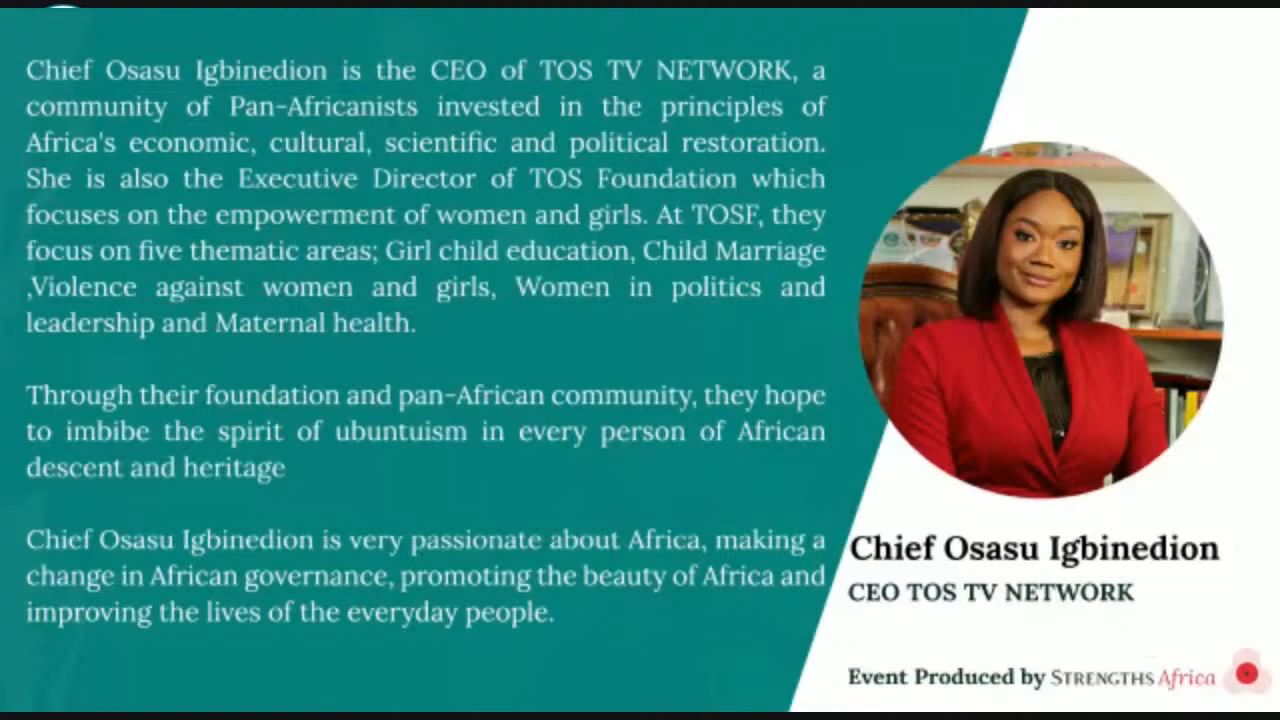 Chief Osasu Igbinedion is the CEO of TOS TV NETWORK, a
community of Pan-Africanists invested in the principles of
Africa's economic, cultural, scientific and political restoration.
She is also the Executive Director of TOS Foundation which
focuses on the empowerment of women and girls. At TOSF, they
focus on five thematic areas; Girl child education, Child Marriage
,Violence against women and girls, Women in politics and
leadership and Maternal health.
Through their foundation and pan-African community, they hope
to imbibe the spirit of ubuntuism in every person of African
descent and heritage
Chief Osasu Igbinedion is very passionate about Africa, making a
change in African governance, promoting the beauty of Africa and
improving the lives of the everyday people.
Chief Osasu Igbinedion
CEO TOS TV NETWORK
Event Produced by STRENGTHS Africa